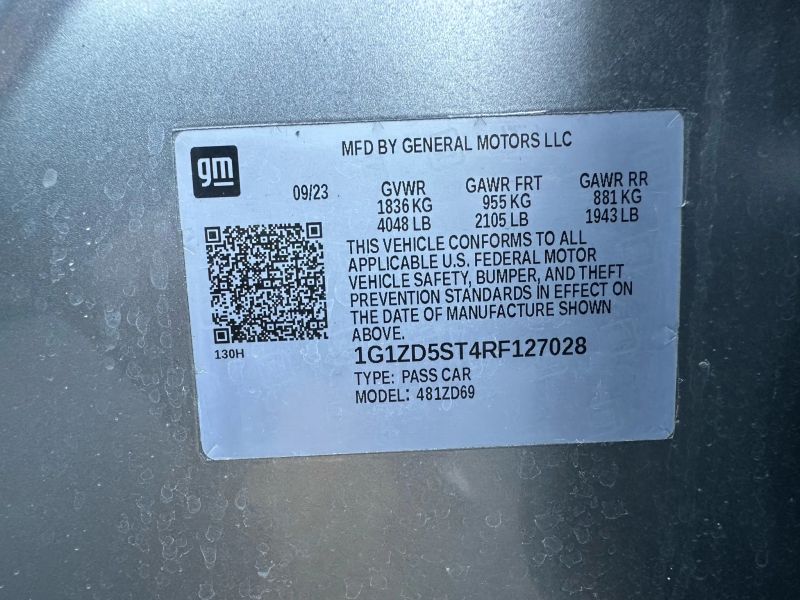 gm
MFD BY GENERAL MOTORS LLC
09/23
GVWR GAWR FRT GAWR RR
1836 KG 955 KG 881 KG
4048 LB 2105 LB 1943 LB
THIS VEHICLE CONFORMS TO ALL
APPLICABLE U.S. FEDERAL MOTOR
VEHICLE SAFETY, BUMPER, AND THEFT
PREVENTION STANDARDS IN EFFECT ON
THE DATE OF MANUFACTURE SHOWN
ABOVE.
130H
1G1ZD5ST4RF127028
TYPE: PASS CAR
MODEL: 481ZD69